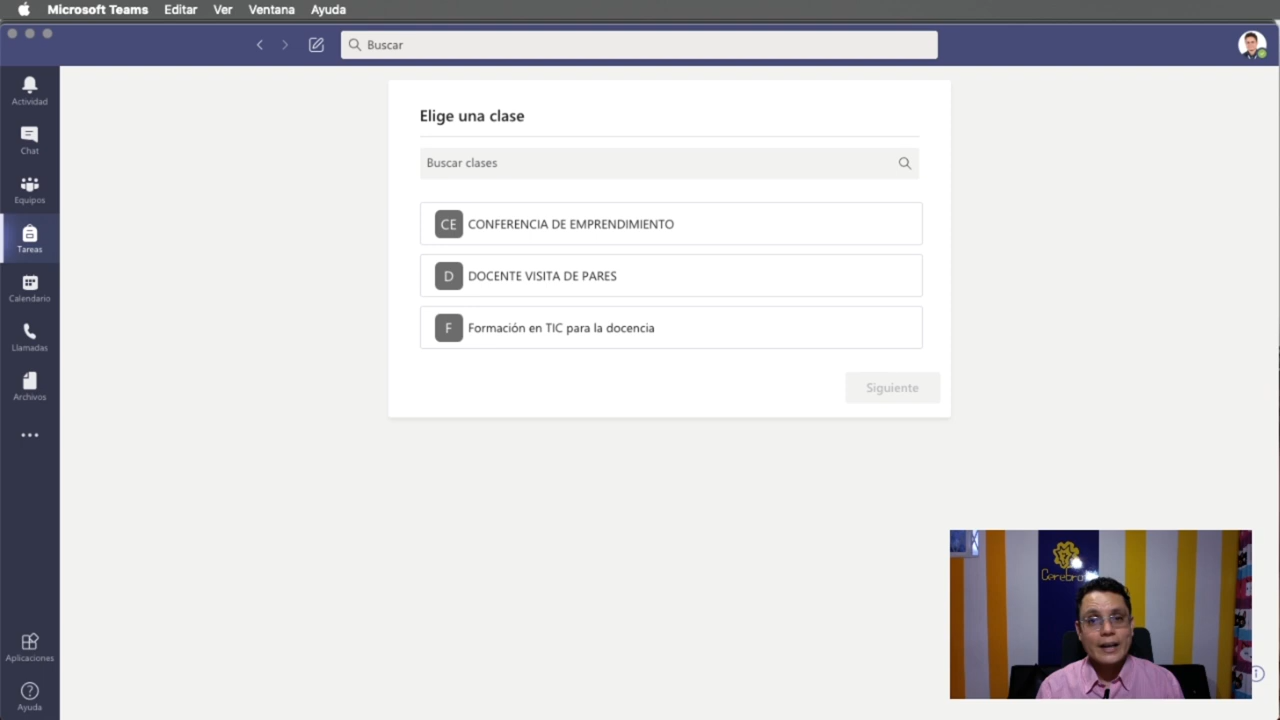 Microsoft Teams Editar Ver Ventana Ayuda
Buscar
Actividad
Chat
Equipos
Tareas
Calendario
Llamadas
Archivos
Aplicaciones
Ayuda
Elige una clase
Buscar clases
CE CONFERENCIA DE EMPRENDIMIENTO
D DOCENTE VISITA DE PARES
F Formación en TIC para la docencia
Siguiente